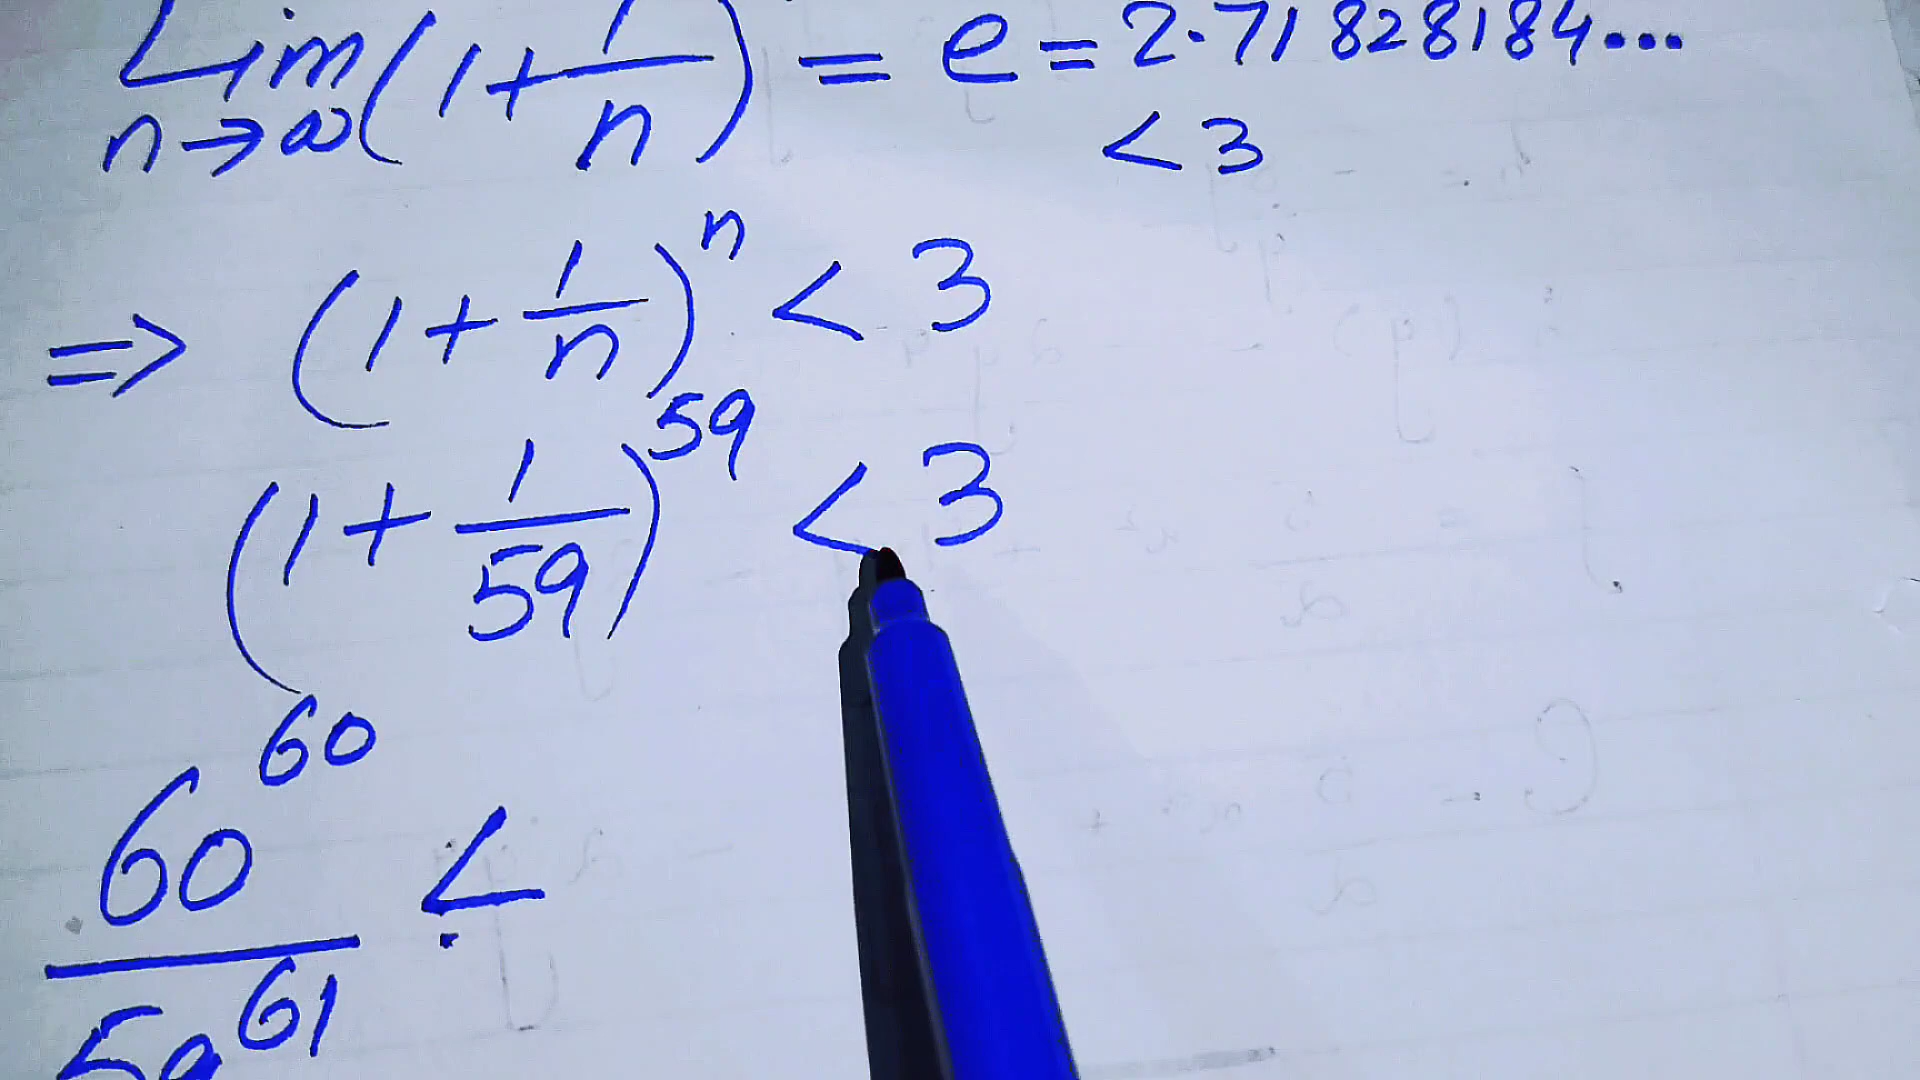 Lim n→∞ (1+1/n) = e = 2.71828184...
<3
⇒ (1+1/n)^n < 3
(1+1/59)^59 < 3
60^60/59^61 <